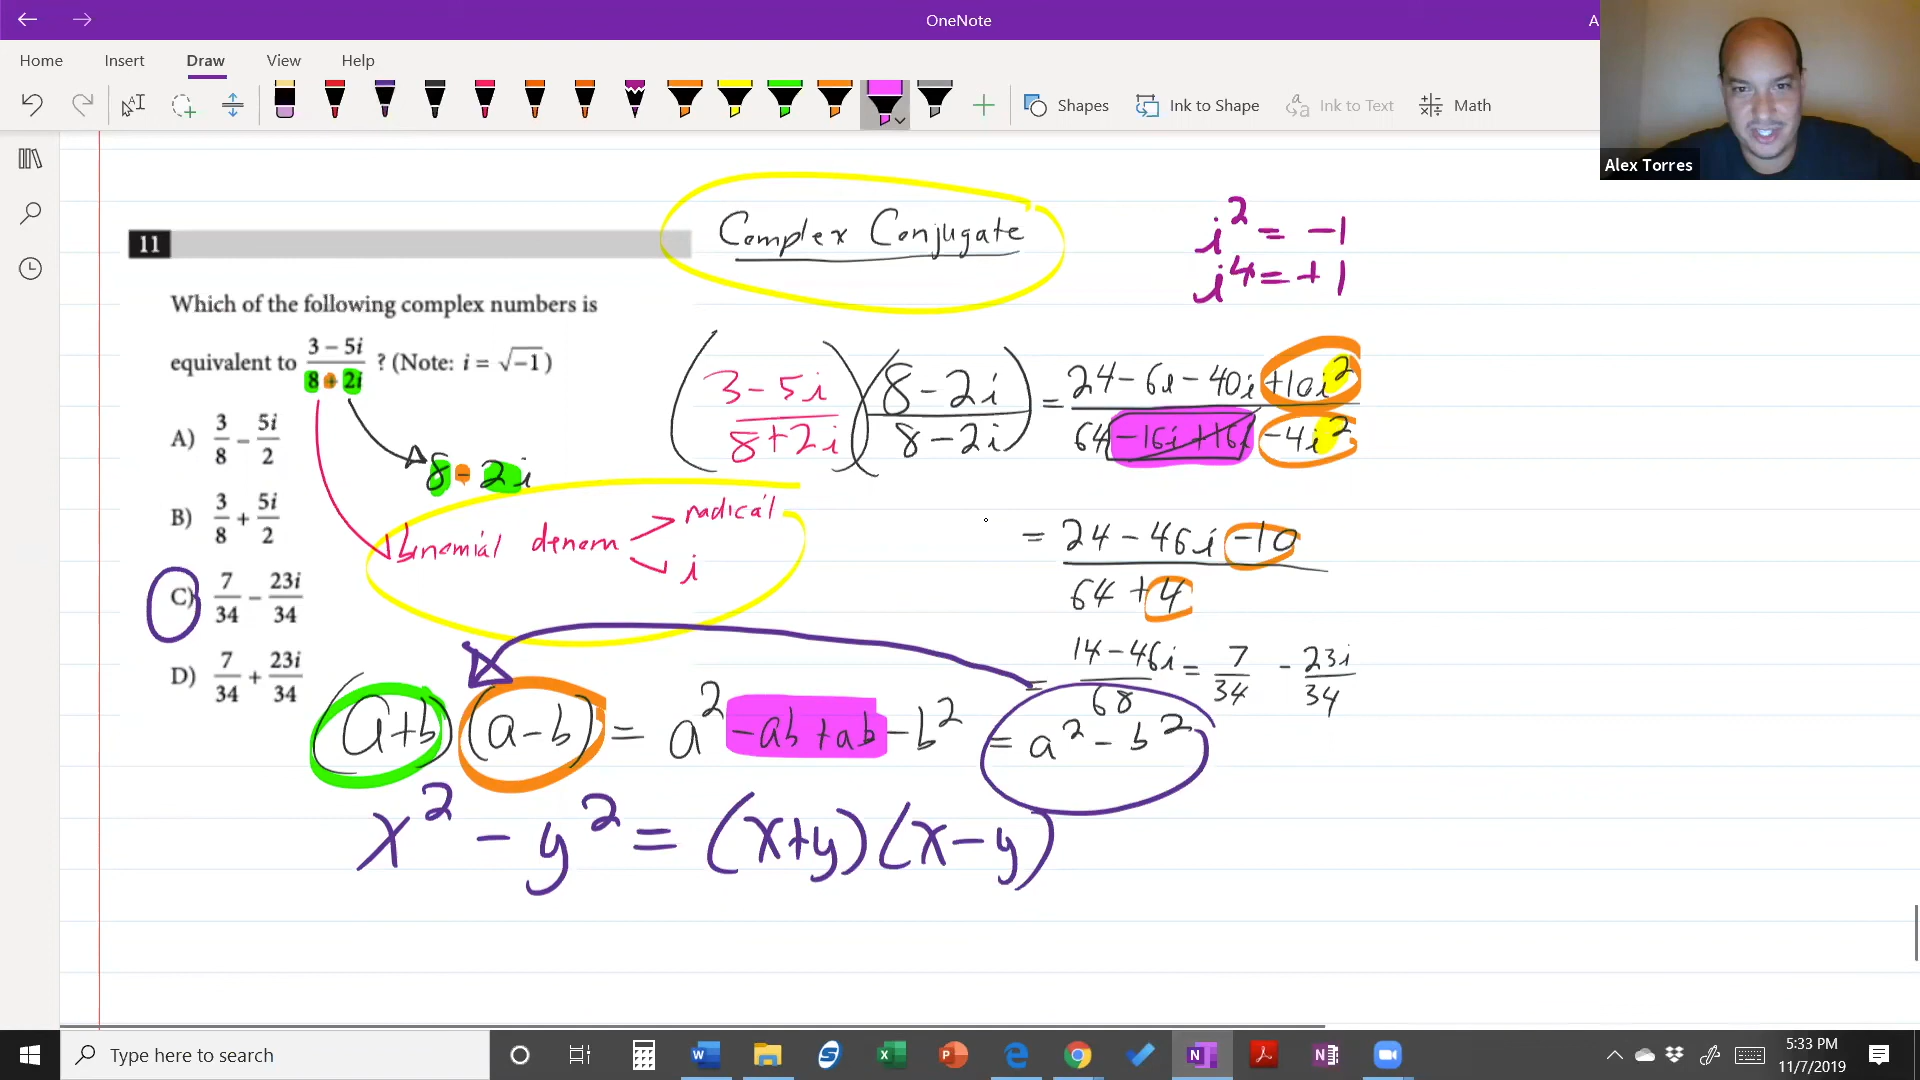 OneNote
A
Home Insert Draw View Help
Shapes Ink to Shape Ink to Text Math
Alex Torres
Complex Conjugate
i² = -1
i⁴ = +1
11
Which of the following complex numbers is
equivalent to (3 − 5i)/(8 + 2i) ? (Note: i = √−1)
A) 3/8 − 5i/2
B) 3/8 + 5i/2
C) 7/34 − 23i/34
D) 7/34 + 23i/34
8 - 2i
binomial denom radical
i
((3 - 5i)/(8 + 2i)) ((8 - 2i)/(8 - 2i)) = (24 - 6i - 40i + 10i²)/(64 - 16i + 16i - 4i²)
= (24 - 46i - 10)/(64 + 4)
= (14 - 46i)/68 = 7/34 - 23i/34
(a+b)(a-b) = a² - ab + ab - b² = a² - b²
x² - y² = (x+y)(x-y)
Type here to search
5:33 PM
11/7/2019